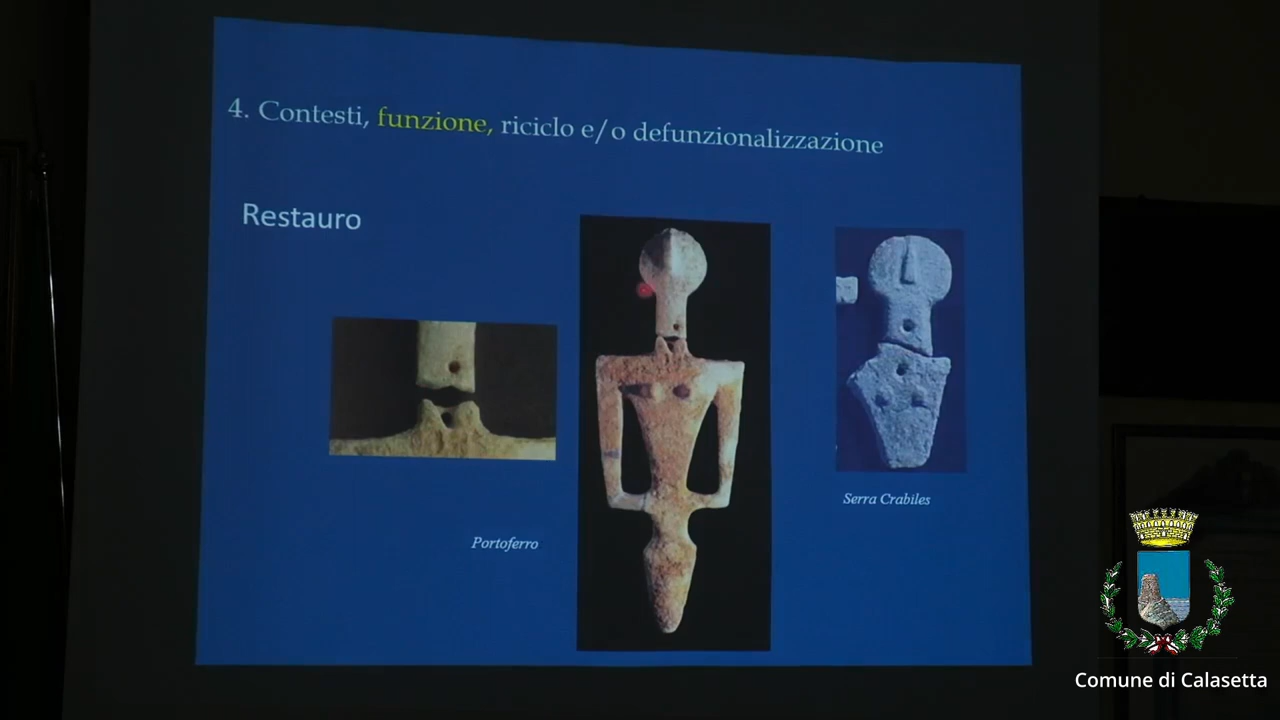 4. Contesti, funzione, riciclo e/o defunzionalizzazione
Restauro
Serra Crabiles
Portoferro
Comune di Calasetta